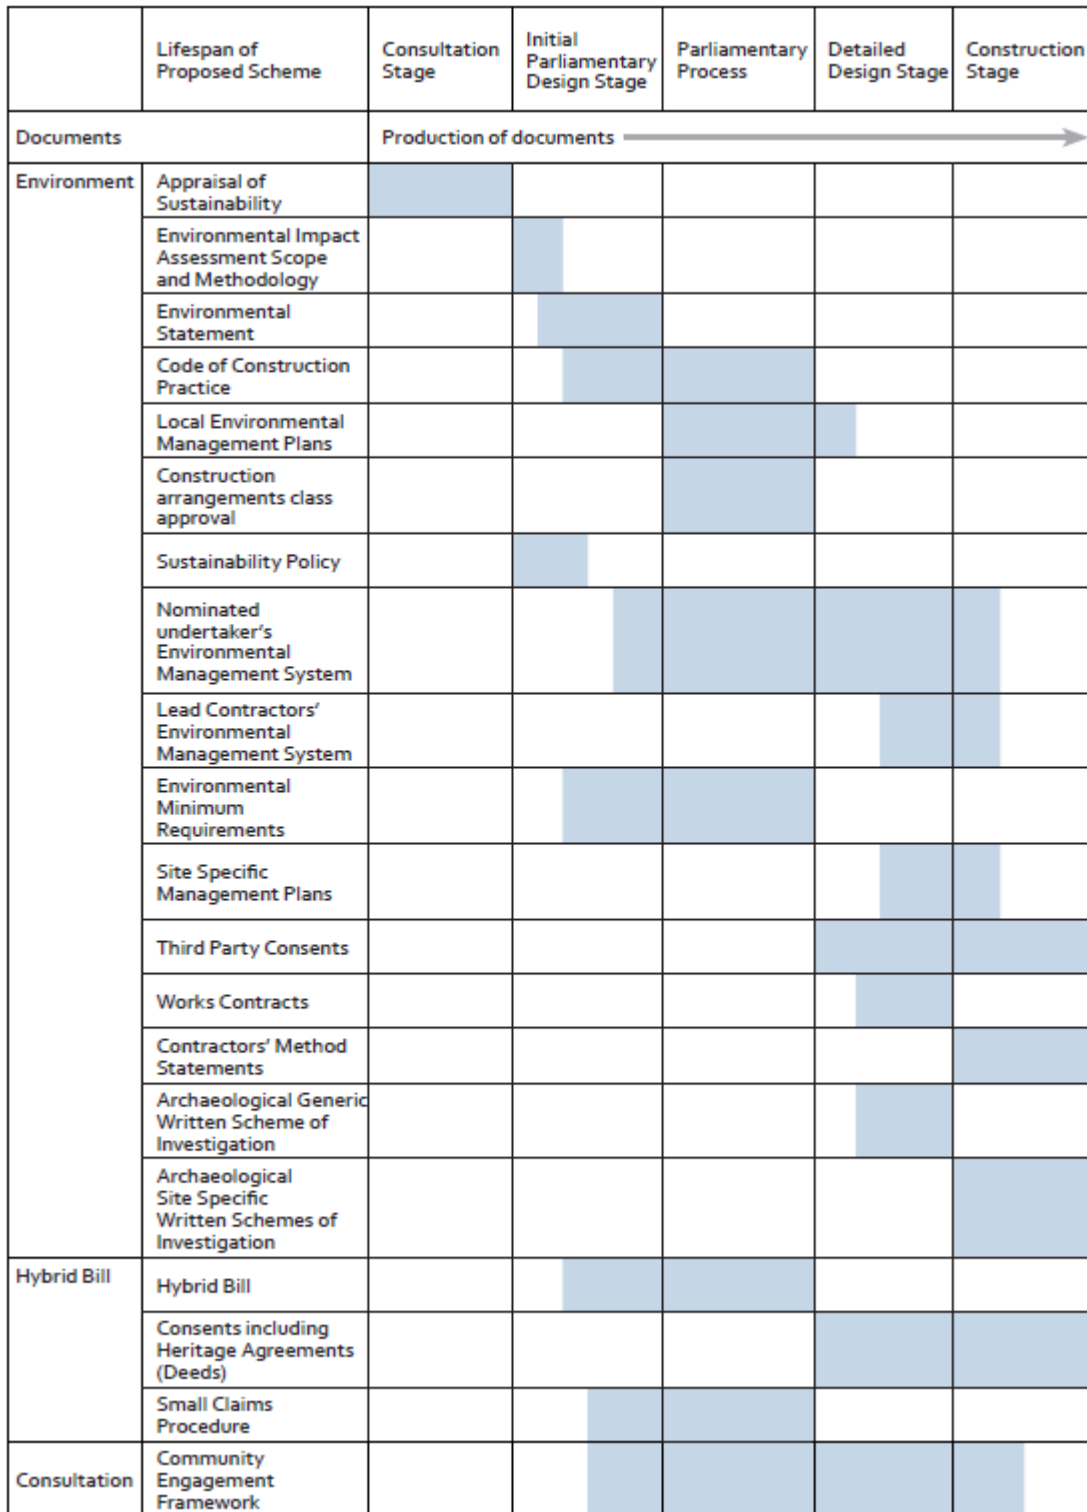 Lifespan of
Proposed Scheme
Consultation
Stage
Initial
Parliamentary
Design Stage
Parliamentary
Process
Detailed
Design Stage
Construction
Stage
Documents
Production of documents
Environment
Appraisal of
Sustainability
Environmental Impact
Assessment Scope
and Methodology
Environmental
Statement
Code of Construction
Practice
Local Environmental
Management Plans
Construction
arrangements class
approval
Sustainability Policy
Nominated
undertaker's
Environmental
Management System
Lead Contractors'
Environmental
Management System
Environmental
Minimum
Requirements
Site Specific
Management Plans
Third Party Consents
Works Contracts
Contractors' Method
Statements
Archaeological Generic
Written Scheme of
Investigation
Archaeological
Site Specific
Written Schemes of
Investigation
Hybrid Bill
Hybrid Bill
Consents including
Heritage Agreements
(Deeds)
Small Claims
Procedure
Consultation
Community
Engagement
Framework